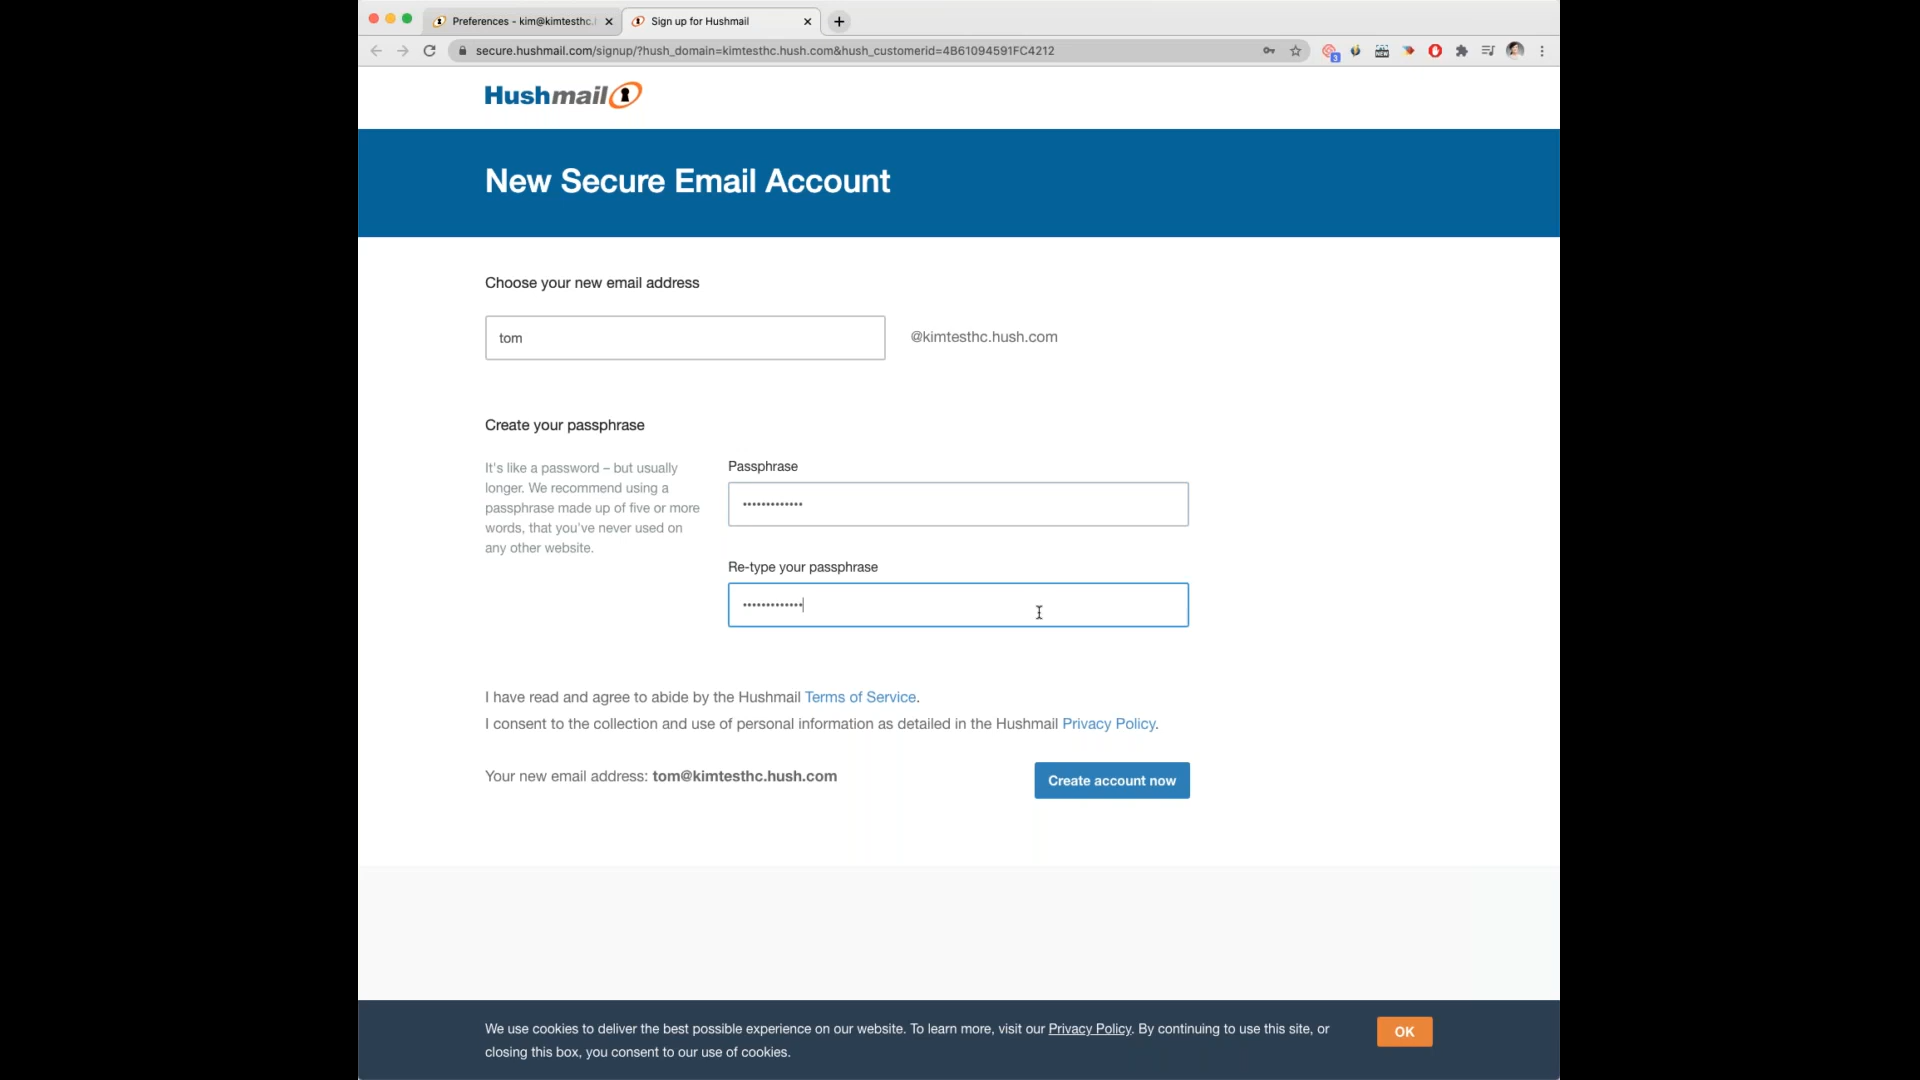 Preferences - kim@kimtesthc.
Sign up for Hushmail
secure.hushmail.com/signup/?hush_domain=kimtesthc.hush.com&hush_customerid=4B61094591FC4212
3
Hushmail
New Secure Email Account
Choose your new email address
tom
@kimtesthc.hush.com
Create your passphrase
It's like a password – but usually
longer. We recommend using a
passphrase made up of five or more
words, that you've never used on
any other website.
Passphrase
•••••••••••••
Re-type your passphrase
•••••••••••••
I have read and agree to abide by the Hushmail Terms of Service.
I consent to the collection and use of personal information as detailed in the Hushmail Privacy Policy.
Your new email address: tom@kimtesthc.hush.com
Create account now
We use cookies to deliver the best possible experience on our website. To learn more, visit our Privacy Policy. By continuing to use this site, or
closing this box, you consent to our use of cookies.
OK